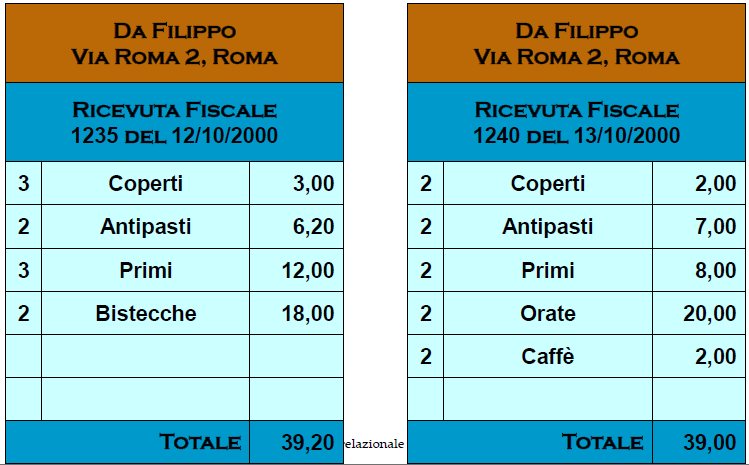 Da Filippo
Via Roma 2, Roma
Ricevuta Fiscale
1235 del 12/10/2000
3 Coperti 3,00
2 Antipasti 6,20
3 Primi 12,00
2 Bistecche 18,00
Totale 39,20
Da Filippo
Via Roma 2, Roma
Ricevuta Fiscale
1240 del 13/10/2000
2 Coperti 2,00
2 Antipasti 7,00
2 Primi 8,00
2 Orate 20,00
2 Caffè 2,00
Totale 39,00
relazionale